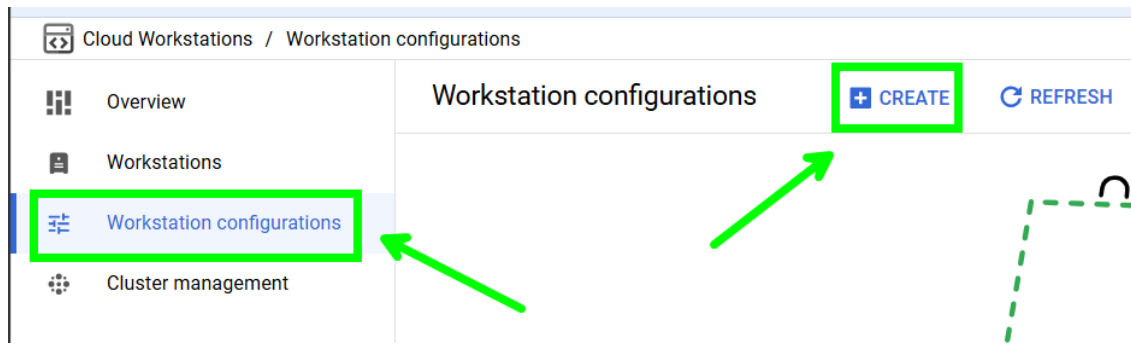 Cloud Workstations / Workstation configurations
Overview
Workstations
Workstation configurations
Cluster management
Workstation configurations CREATE REFRESH